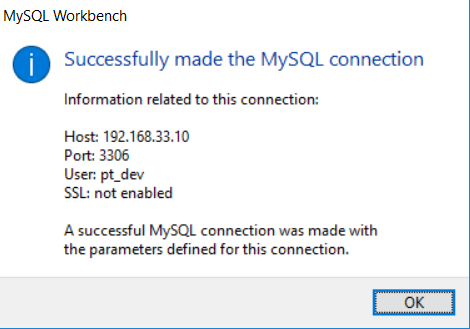 MySQL Workbench
Successfully made the MySQL connection
Information related to this connection:
Host: 192.168.33.10
Port: 3306
User: pt_dev
SSL: not enabled
A successful MySQL connection was made with
the parameters defined for this connection.
OK